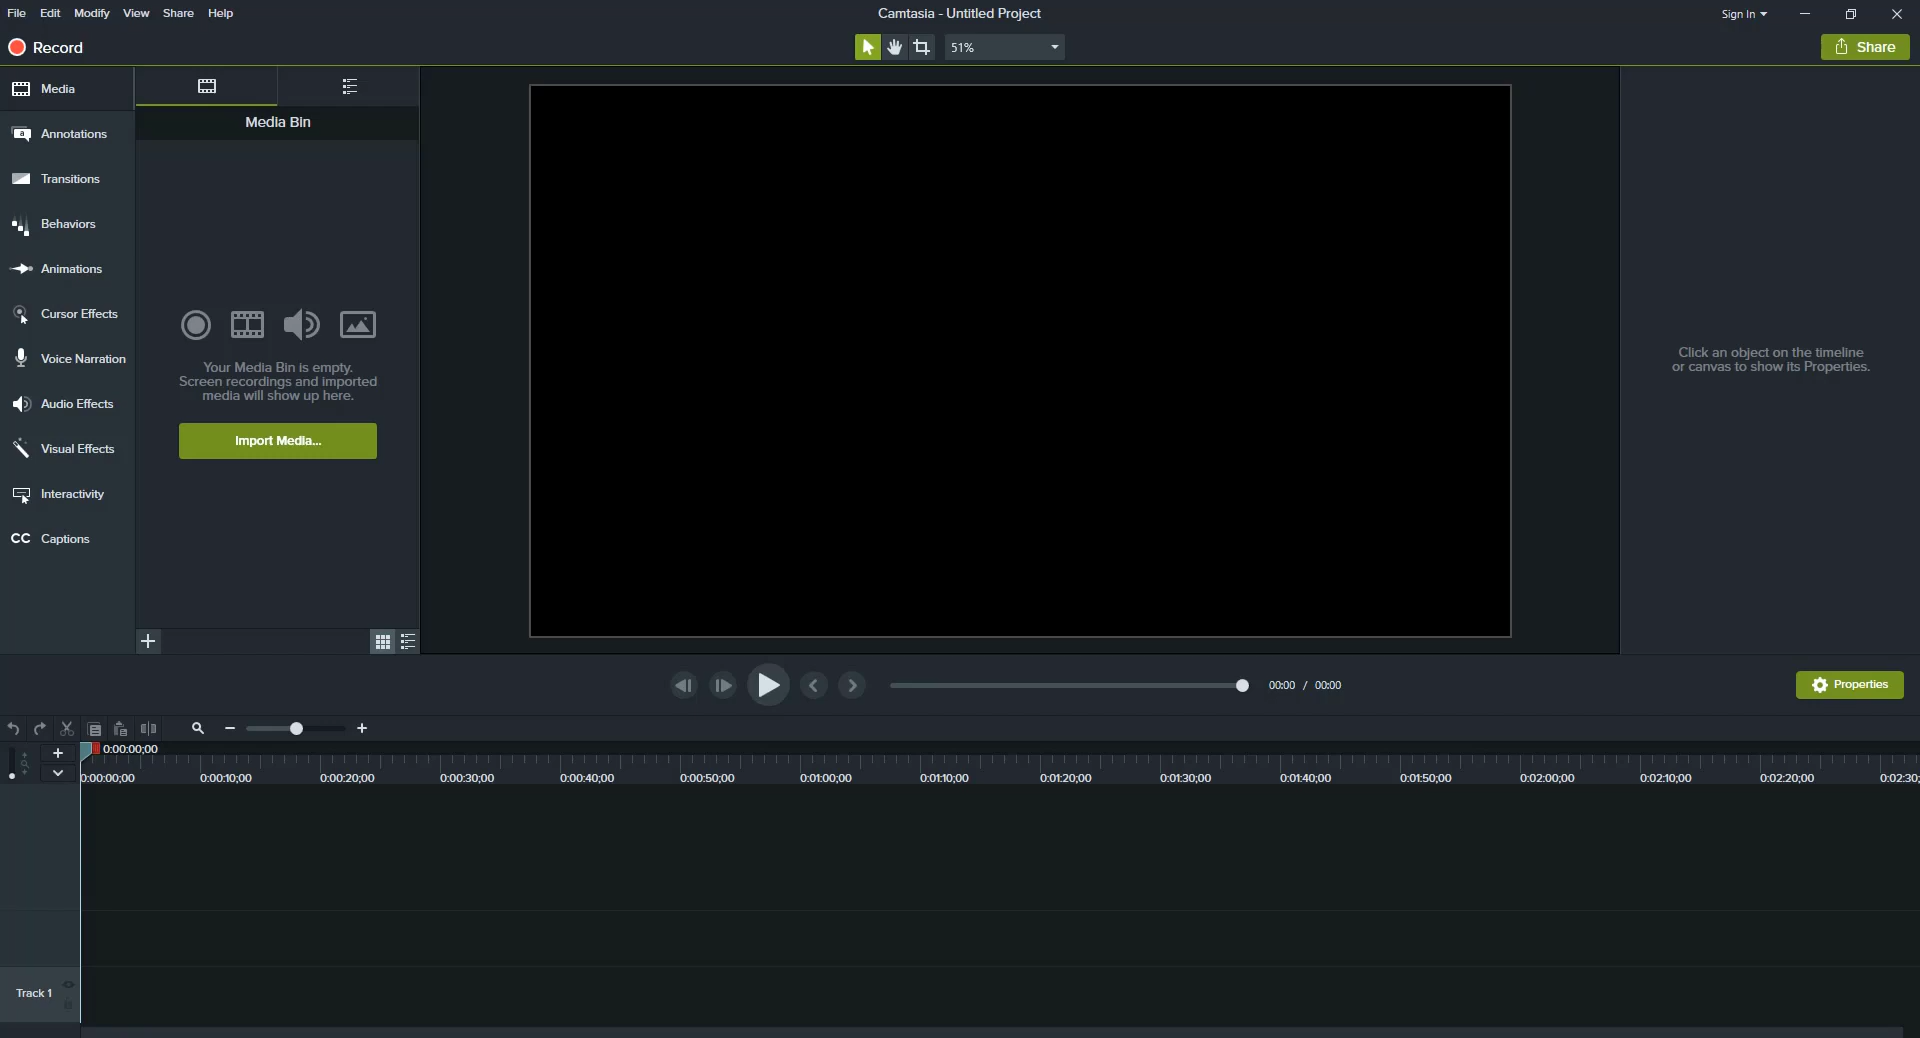 File Edit Modify View Share Help
Camtasia - Untitled Project
Sign In
Record
51%
Share
Media
Annotations
Transitions
Behaviors
Animations
Cursor Effects
Voice Narration
Audio Effects
Visual Effects
Interactivity
CC Captions
Media Bin
Your Media Bin is empty.
Screen recordings and imported
media will show up here.
Import Media...
Click an object on the timeline
or canvas to show its Properties.
00:00 / 00:00
Properties
0:00:00;00
0:00:00;00 0:00:10;00 0:00:20;00 0:00:30;00 0:00:40;00 0:00:50;00 0:01:00;00 0:01:10;00 0:01:20;00 0:01:30;00 0:01:40;00 0:01:50;00 0:02:00;00 0:02:10;00 0:02:20;00 0:02:30;
Track 1